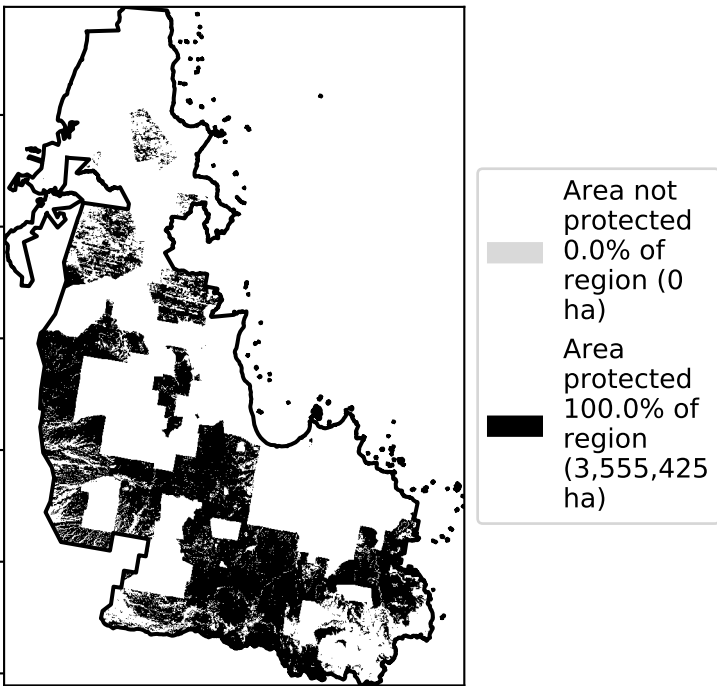 Area not
protected
0.0% of
region (0
ha)
Area
protected
100.0% of
region
(3,555,425
ha)